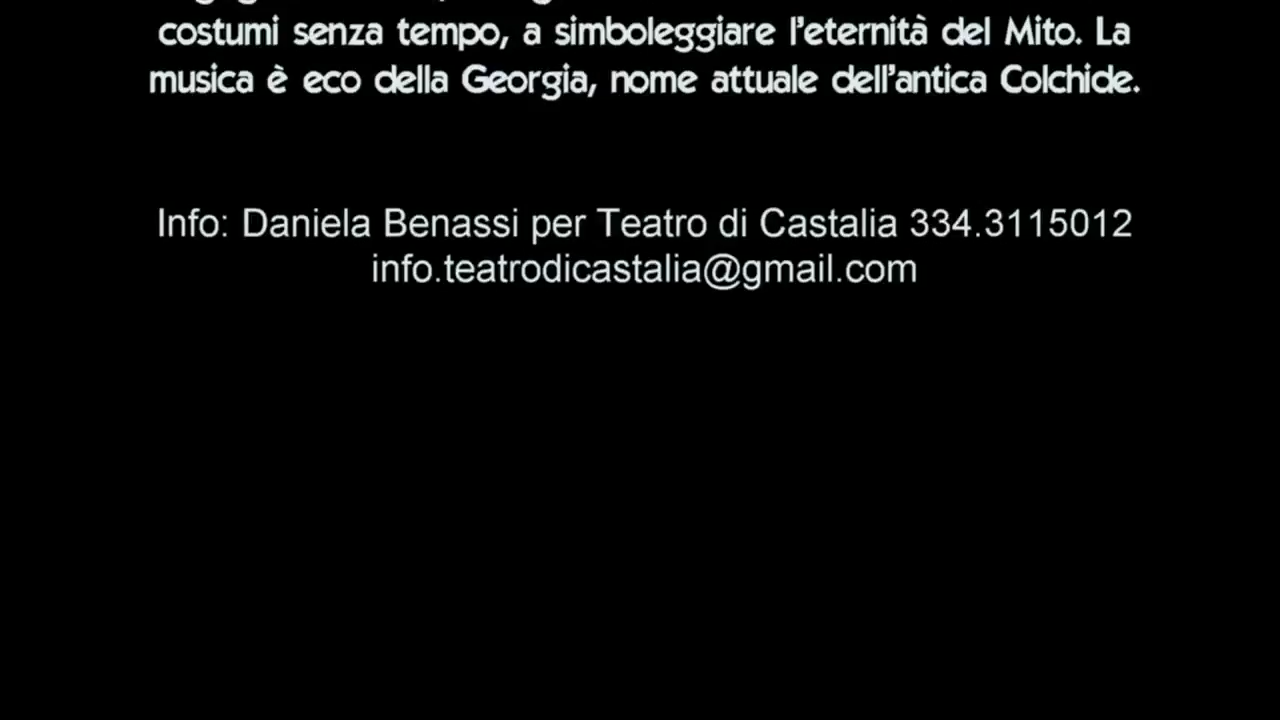 costumi senza tempo, a simboleggiare l'eternità del Mito. La
musica è eco della Georgia, nome attuale dell'antica Colchide.
Info: Daniela Benassi per Teatro di Castalia 334.3115012
info.teatrodicastalia@gmail.com